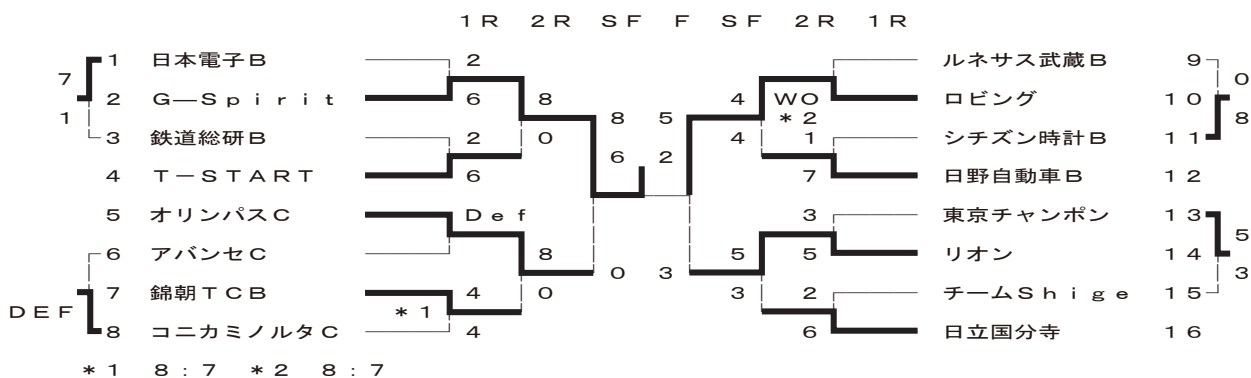 １Ｒ ２Ｒ ＳＦ Ｆ ＳＦ ２Ｒ １Ｒ
１ 日本電子Ｂ ２ ルネサス武蔵Ｂ ９
７ ０
２ Ｇ―Ｓｐｉｒｉｔ ６ ８ ４ ＷＯ ロビング １０
１ ８ ５ ＊２ ８
３ 鉄道総研Ｂ ２ ０ ４ １ シチズン時計Ｂ １１
６ ２
４ Ｔ－ＳＴＡＲＴ ６ ７ 日野自動車Ｂ １２
５ オリンパスＣ Ｄｅｆ ３ 東京チャンポン １３
５
６ アバンセＣ ８ ５ ５ リオン １４
０ ３ ３
７ 錦朝ＴＣＢ ４ ０ ３ ２ チームＳｈｉｇｅ １５
ＤＥＦ ＊１
８ コニカミノルタＣ ４ ６ 日立国分寺 １６
＊１ ８：７ ＊２ ８：７